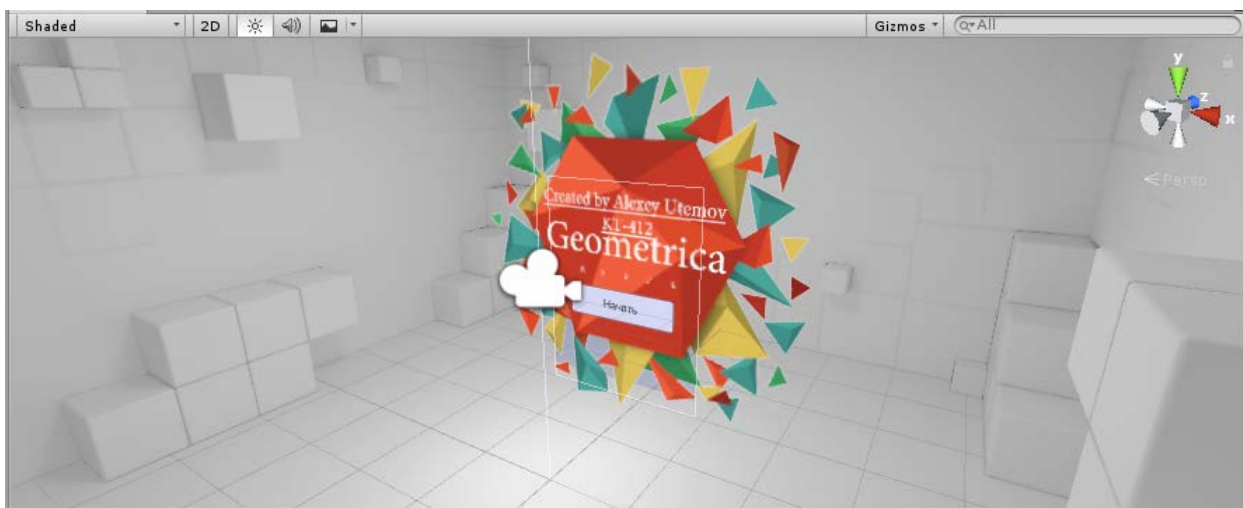 Shaded 2D Gizmos All
y
z
x
Persp
Created by Alexey Utemov
KT-412
Geometrica
Начать